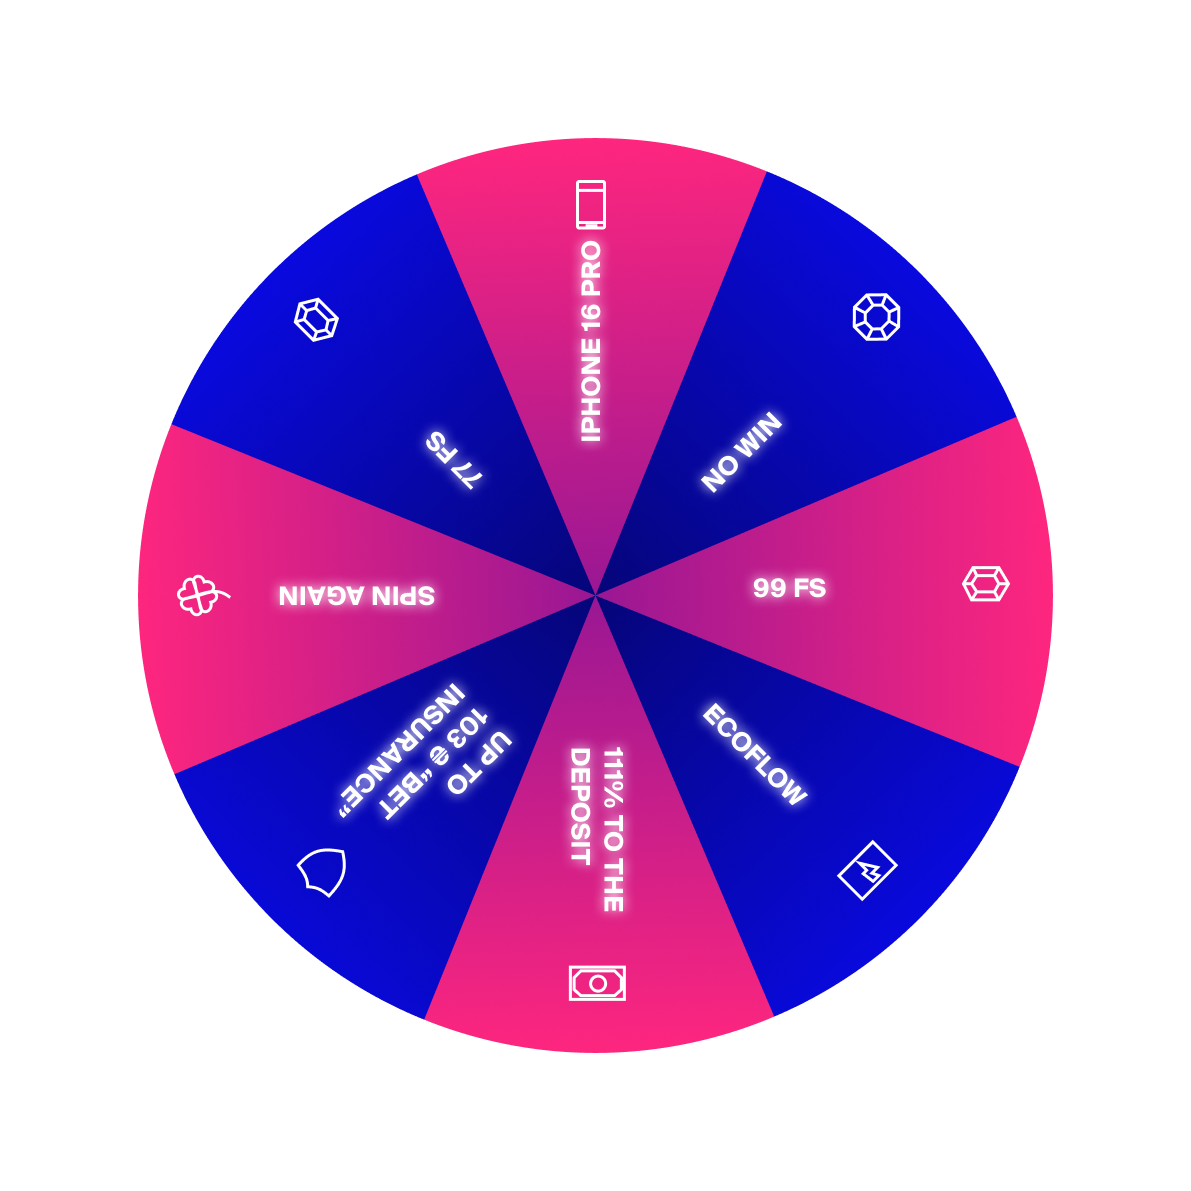 IPHONE 16 PRO
NO WIN
99 FS
ECOFLOW
111% TO THE
DEPOSIT
UP TO
103 ₴ “BET
INSURANCE”
SPIN AGAIN
77 FS